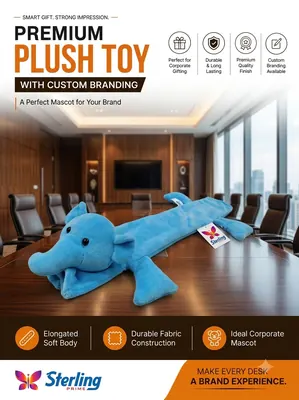 SMART GIFT. STRONG IMPRESSION.
PREMIUM
PLUSH TOY
WITH CUSTOM BRANDING
A Perfect Mascot for Your Brand
Perfect for
Corporate
Gifting
Durable
& Long
Lasting
Premium
Quality
Finish
Custom
Branding
Available
Sterling
Elongated
Soft Body
Durable Fabric
Construction
Ideal Corporate
Mascot
Sterling
PRIME
MAKE EVERY DESK
A BRAND EXPERIENCE.